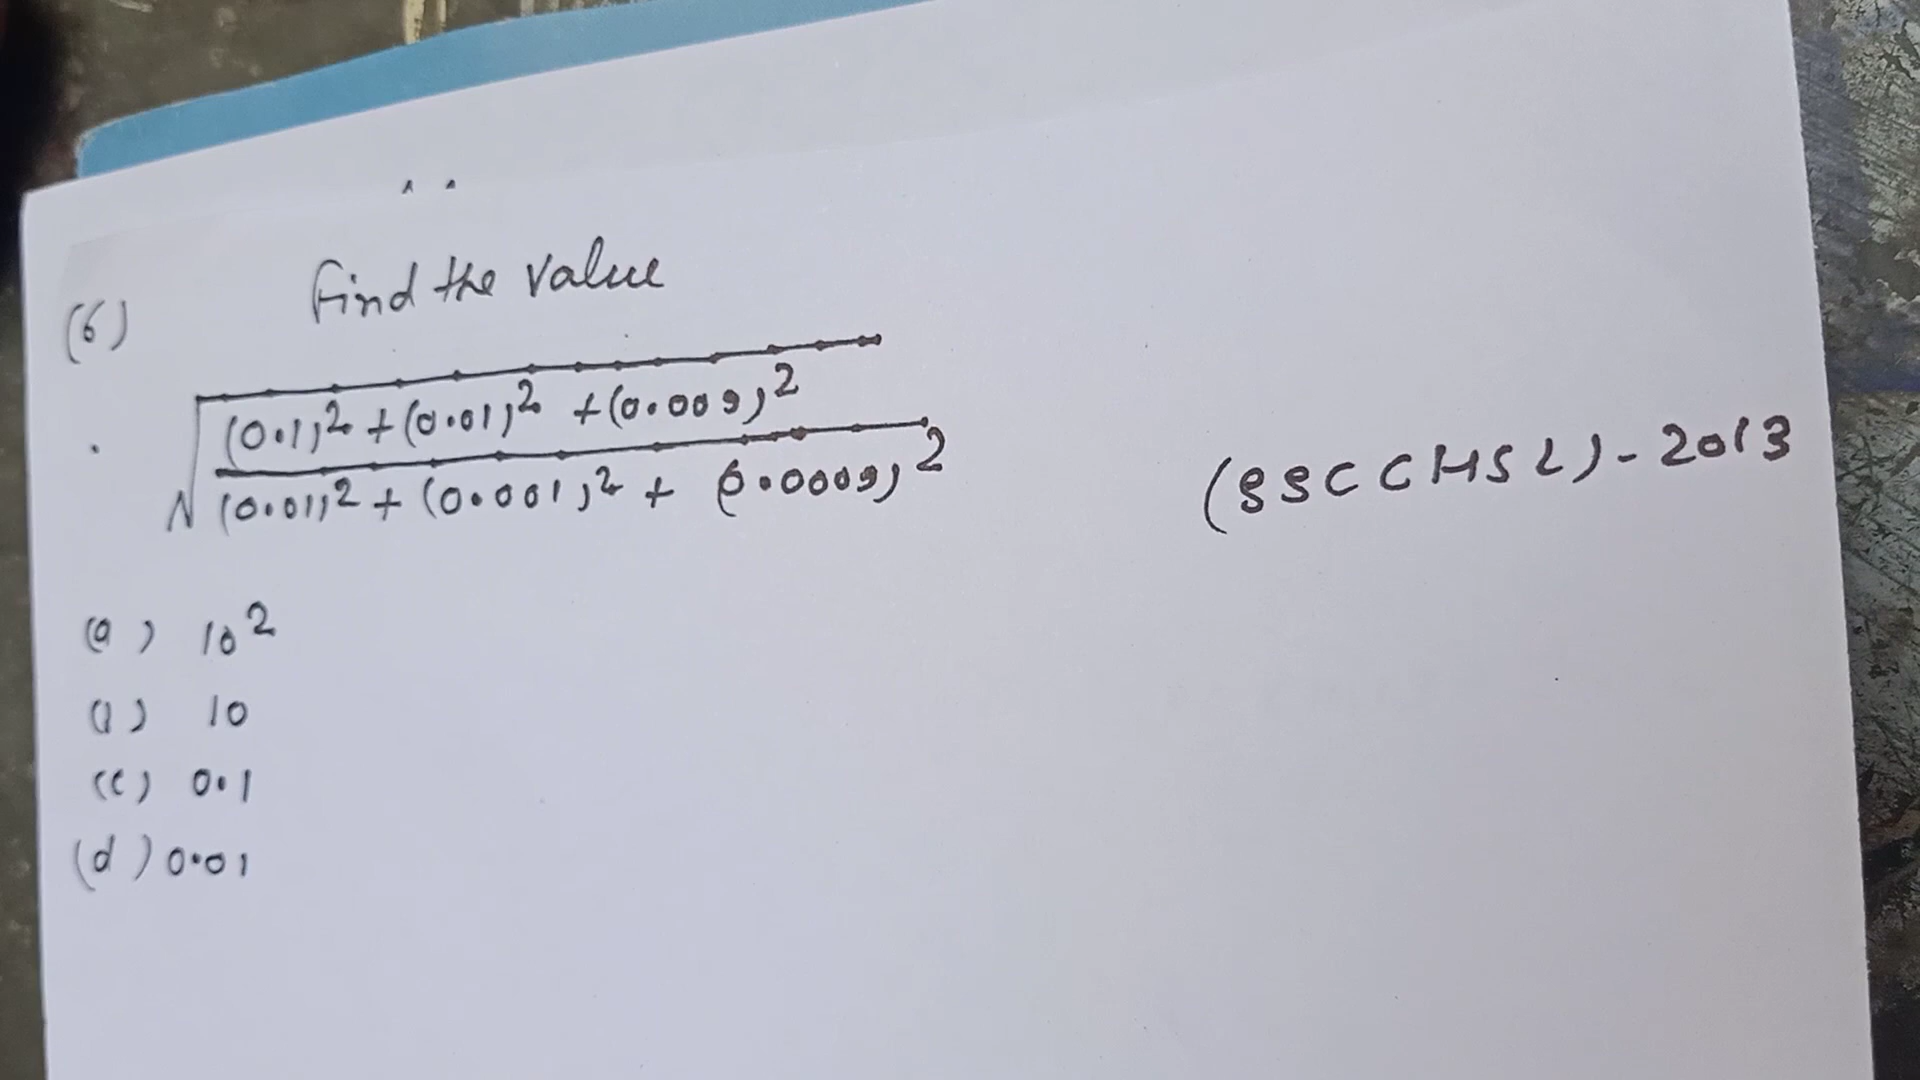 (6) Find the value
√ (0.1)² + (0.01)² + (0.009)²
(0.01)² + (0.001)² + (0.0009)²
(SSC CHSL) - 2013
(a) 10²
() 10
(c) 0.1
(d) 0.01